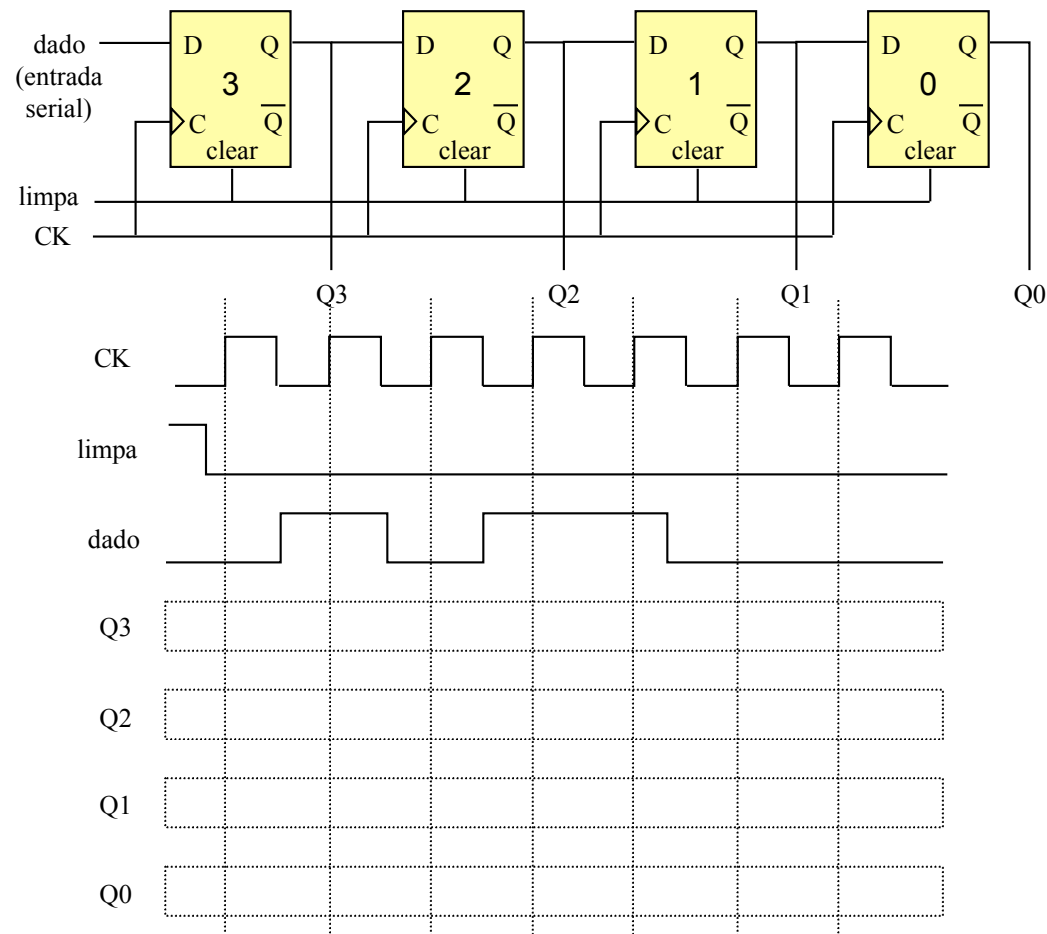 dado
(entrada
serial)
D Q
3
C Q
clear
D Q
2
C Q
clear
D Q
1
C Q
clear
D Q
0
C Q
clear
limpa
CK
Q3 Q2 Q1 Q0
CK
limpa
dado
Q3
Q2
Q1
Q0